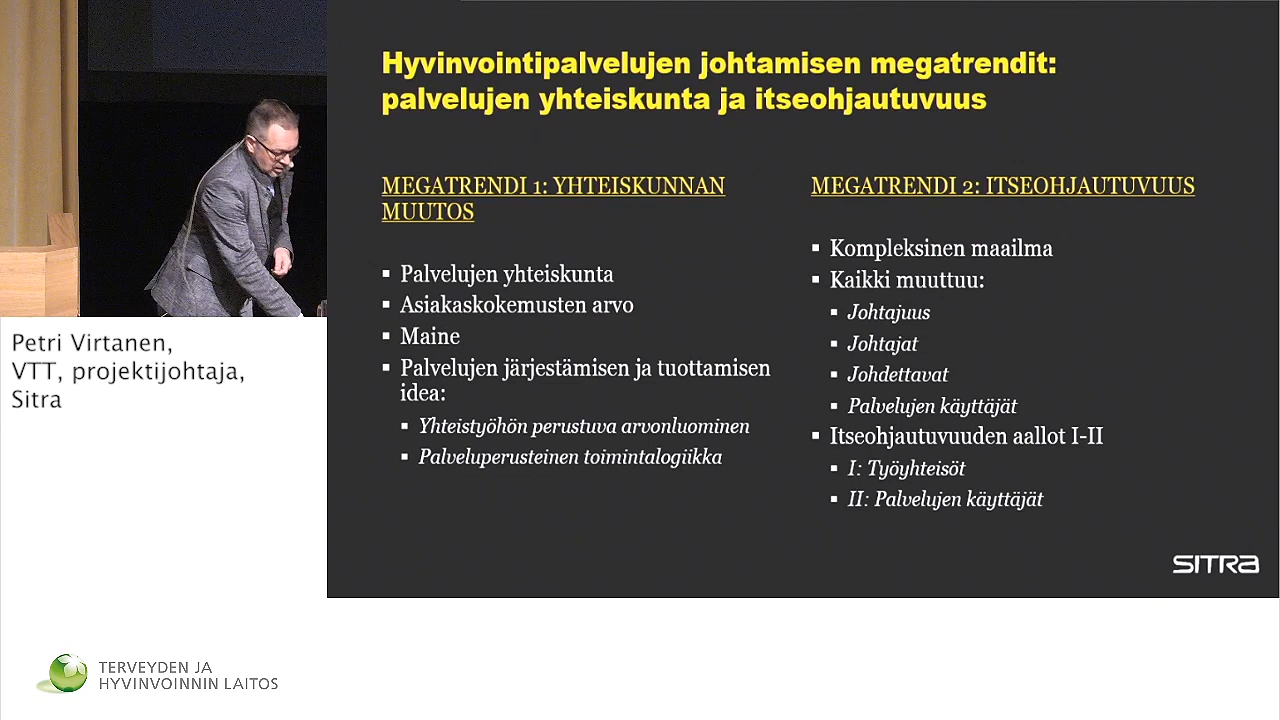 Hyvinvointipalvelujen johtamisen megatrendit:
palvelujen yhteiskunta ja itseohjautuvuus
MEGATRENDI 1: YHTEISKUNNAN
MUUTOS
▪ Palvelujen yhteiskunta
▪ Asiakaskokemusten arvo
▪ Maine
▪ Palvelujen järjestämisen ja tuottamisen
idea:
▪ Yhteistyöhön perustuva arvonluominen
▪ Palveluperusteinen toimintalogiikka
MEGATRENDI 2: ITSEOHJAUTUVUUS
▪ Kompleksinen maailma
▪ Kaikki muuttuu:
▪ Johtajuus
▪ Johtajat
▪ Johdettavat
▪ Palvelujen käyttäjät
▪ Itseohjautuvuuden aallot I-II
▪ I: Työyhteisöt
▪ II: Palvelujen käyttäjät
SITRA
Petri Virtanen,
VTT, projektijohtaja,
Sitra
TERVEYDEN JA
HYVINVOINNIN LAITOS